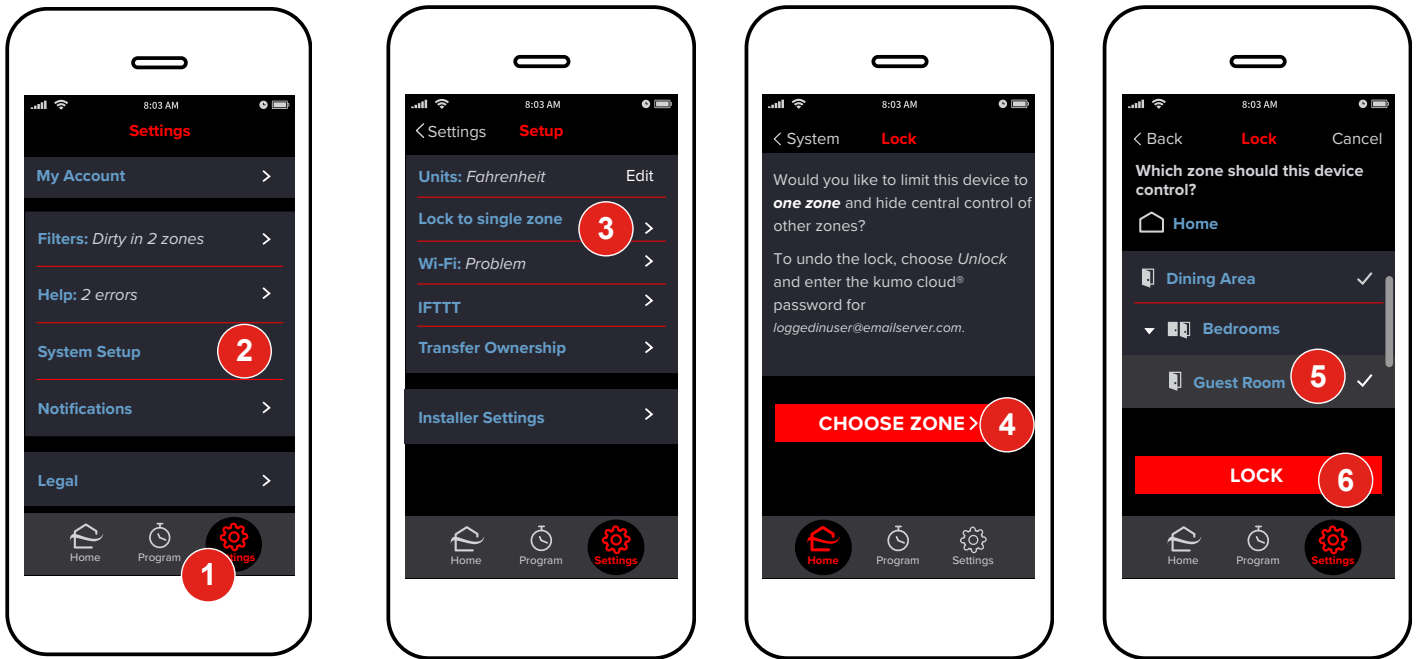 8:03 AM
Settings
My Account
Filters: Dirty in 2 zones
Help: 2 errors
System Setup
2
Notifications
Legal
Home
Program
1
8:03 AM
Settings
Setup
Units: Fahrenheit
Edit
Lock to single zone
3
Wi-Fi: Problem
IFTTT
Transfer Ownership
Installer Settings
Home
Program
Settings
8:03 AM
System
Lock
Would you like to limit this device to
one zone and hide central control of
other zones?
To undo the lock, choose Unlock
and enter the kumo cloud®
password for
loggedinuser@emailserver.com.
CHOOSE ZONE
4
Home
Program
Settings
8:03 AM
Back
Lock
Cancel
Which zone should this device
control?
Home
Dining Area
Bedrooms
Guest Room
5
LOCK
6
Home
Program
Settings